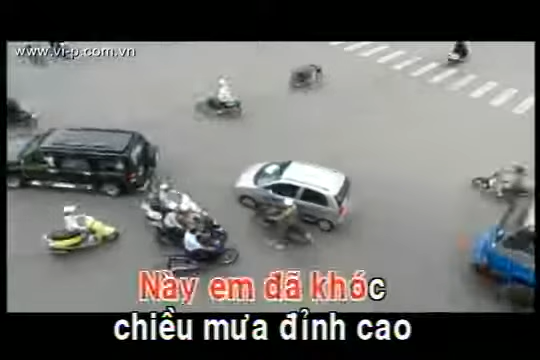 www.vi-p.com.vn
Này em đã khóc
chiều mưa đỉnh cao